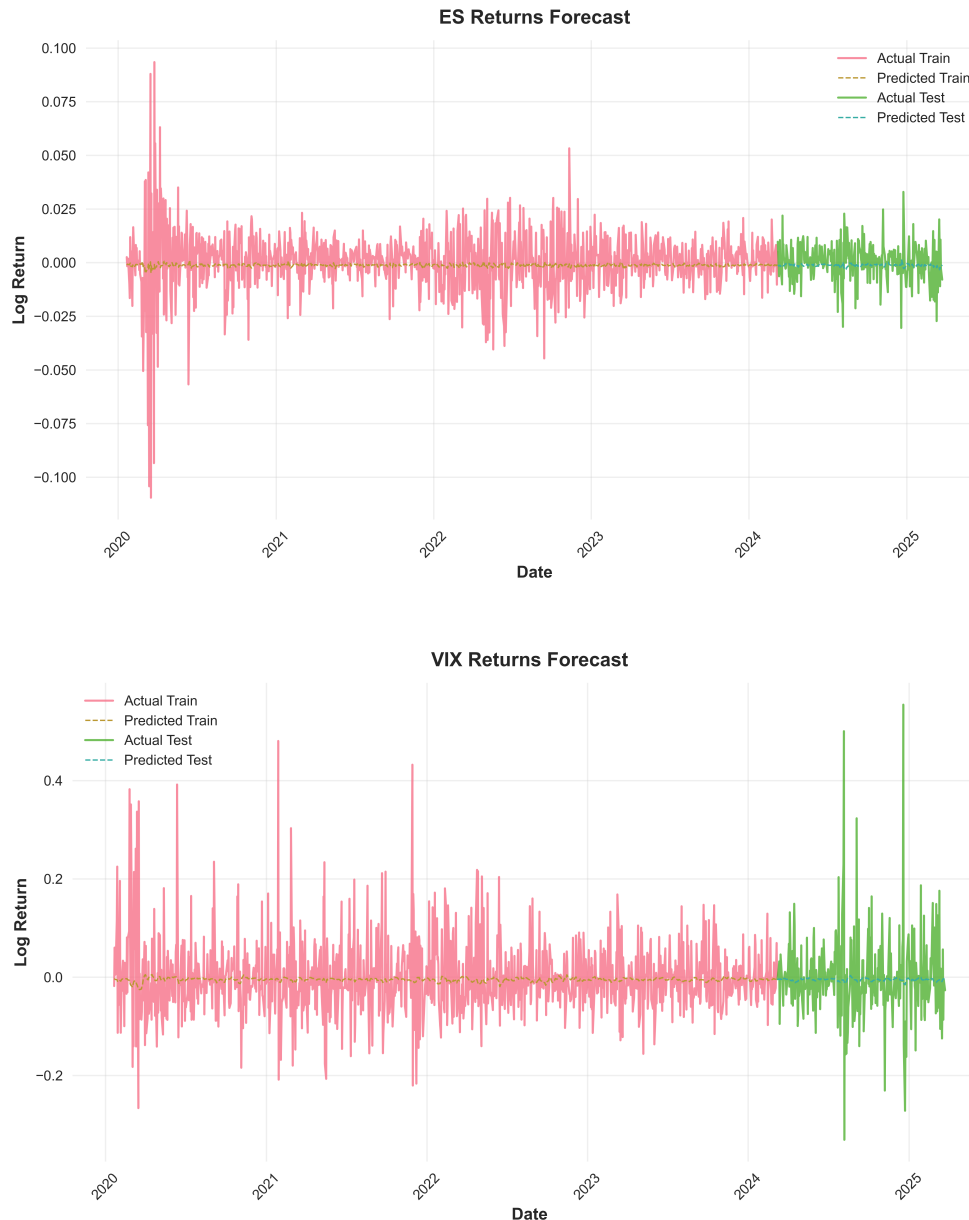 ES Returns Forecast
Actual Train
Predicted Train
Actual Test
Predicted Test
0.100
0.075
0.050
0.025
0.000
−0.025
−0.050
−0.075
−0.100
Log Return
2020
2021
2022
2023
2024
2025
Date
VIX Returns Forecast
Actual Train
Predicted Train
Actual Test
Predicted Test
0.4
0.2
0.0
−0.2
Log Return
2020
2021
2022
2023
2024
2025
Date